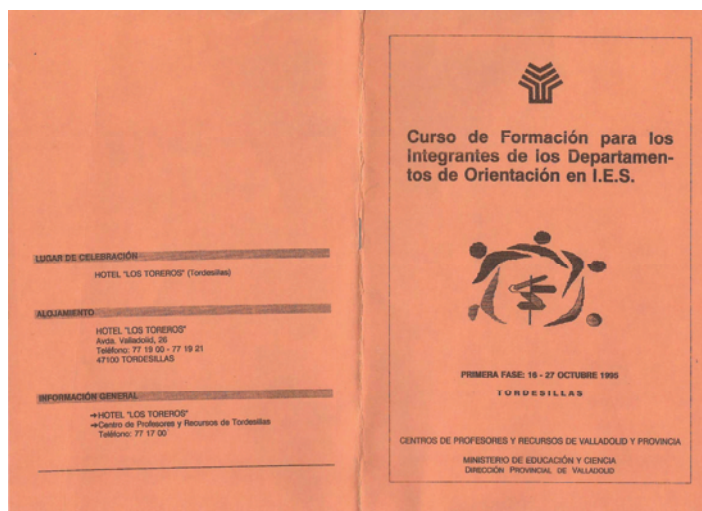 LUGAR DE CELEBRACIÓN
HOTEL "LOS TOREROS" (Tordesillas)
ALOJAMIENTO
HOTEL "LOS TOREROS"
Avda. Valladolid, 26
Teléfono: 77 19 00 - 77 19 21
47100 TORDESILLAS
INFORMACIÓN GENERAL
➔HOTEL "LOS TOREROS"
➔Centro de Profesores y Recursos de Tordesillas
Teléfono: 77 17 00
Curso de Formación para los
Integrantes de los Departamen-
tos de Orientación en I.E.S.
PRIMERA FASE: 16 - 27 OCTUBRE 1995
TORDESILLAS
CENTROS DE PROFESORES Y RECURSOS DE VALLADOLID Y PROVINCIA
MINISTERIO DE EDUCACIÓN Y CIENCIA
DIRECCIÓN PROVINCIAL DE VALLADOLID